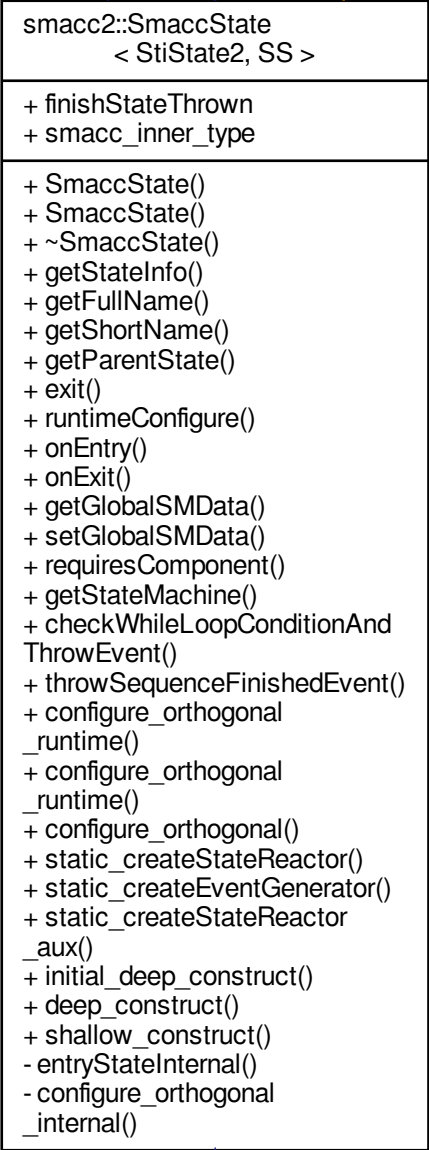 smacc2::SmaccState
< StiState2, SS >
+ finishStateThrown
+ smacc_inner_type
+ SmaccState()
+ SmaccState()
+ ~SmaccState()
+ getStateInfo()
+ getFullName()
+ getShortName()
+ getParentState()
+ exit()
+ runtimeConfigure()
+ onEntry()
+ onExit()
+ getGlobalSMData()
+ setGlobalSMData()
+ requiresComponent()
+ getStateMachine()
+ checkWhileLoopConditionAnd
ThrowEvent()
+ throwSequenceFinishedEvent()
+ configure_orthogonal
_runtime()
+ configure_orthogonal
_runtime()
+ configure_orthogonal()
+ static_createStateReactor()
+ static_createEventGenerator()
+ static_createStateReactor
_aux()
+ initial_deep_construct()
+ deep_construct()
+ shallow_construct()
- entryStateInternal()
- configure_orthogonal
_internal()